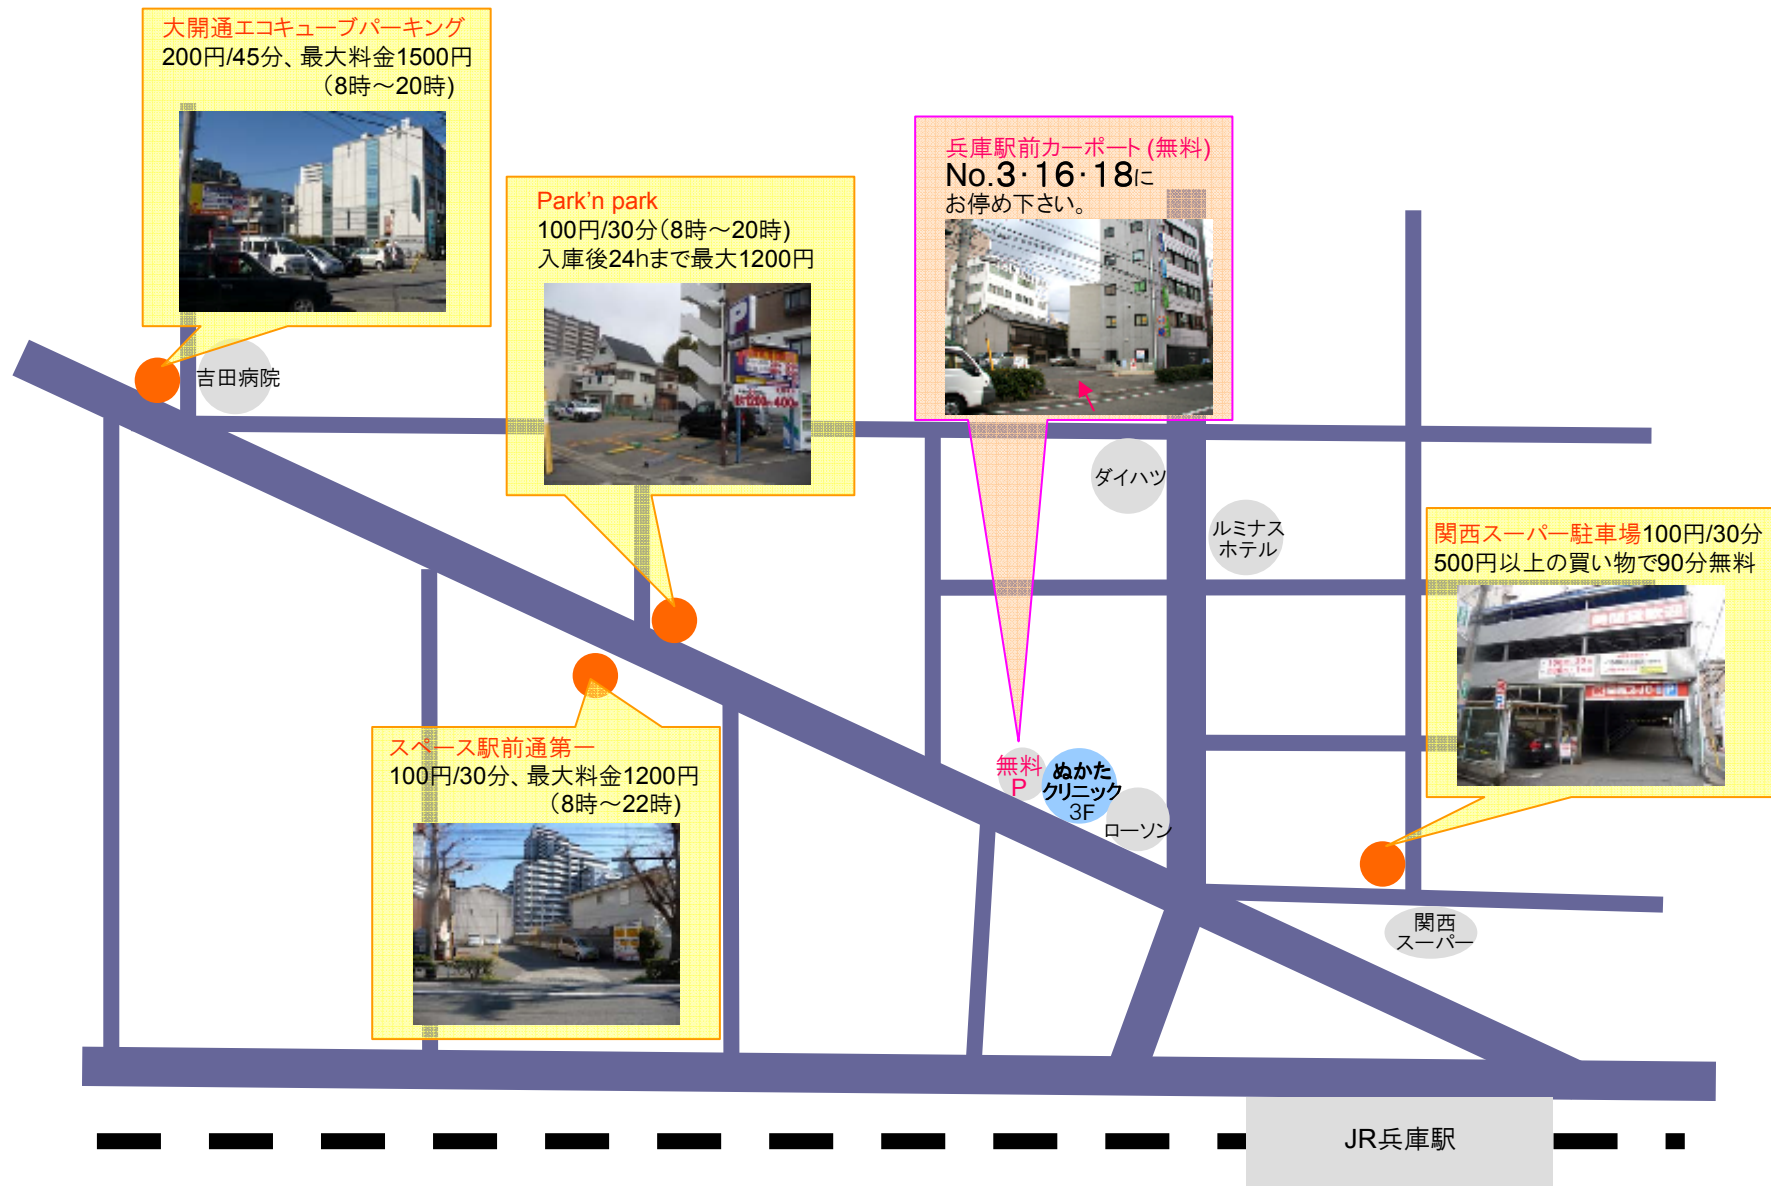 大開通エコキューブパーキング
200円/45分、最大料金1500円
（8時～20時)
Park'n park
100円/30分（8時～20時)
入庫後24hまで最大1200円
兵庫駅前カーポート(無料)
No.3・16・18に
お停め下さい。
吉田病院
ダイハツ
ルミナス
ホテル
関西スーパー駐車場100円/30分
500円以上の買い物で90分無料
スペース駅前通第一
100円/30分、最大料金1200円
（8時～22時)
無料
P
ぬかた
クリニック
3F
ローソン
関西
スーパー
JR兵庫駅